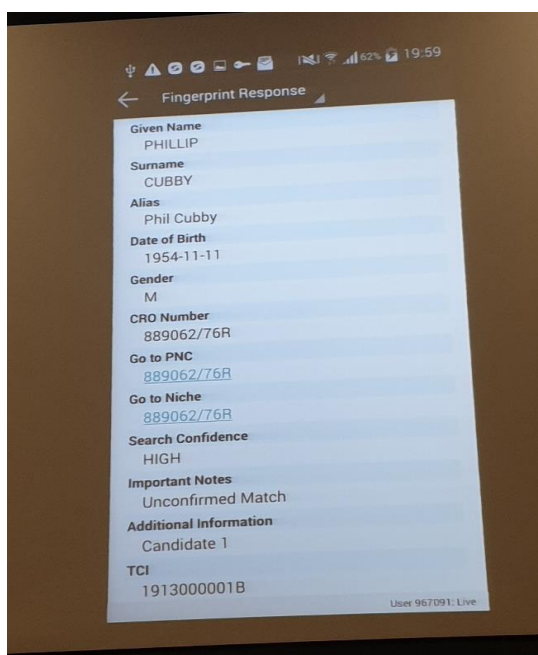 62% 19:59
Fingerprint Response
Given Name
PHILLIP
Surname
CUBBY
Alias
Phil Cubby
Date of Birth
1954-11-11
Gender
M
CRO Number
889062/76R
Go to PNC
889062/76R
Go to Niche
889062/76R
Search Confidence
HIGH
Important Notes
Unconfirmed Match
Additional Information
Candidate 1
TCI
1913000001B
User 967091: Live